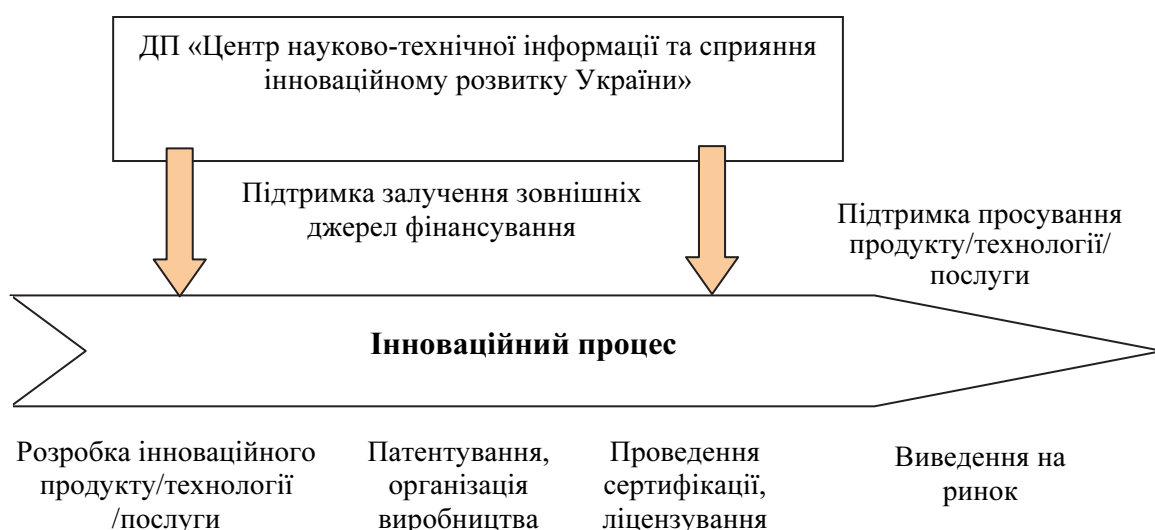 ДП «Центр науково-технічної інформації та сприяння
інноваційному розвитку України»
Підтримка залучення зовнішніх
джерел фінансування
Підтримка просування
продукту/технології/
послуги
Інноваційний процес
Розробка інноваційного
продукту/технології
/послуги
Патентування,
організація
виробництва
Проведення
сертифікації,
ліцензування
Виведення на
ринок